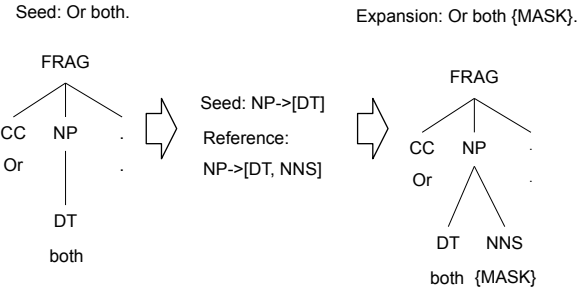 Seed: Or both.
Expansion: Or both {MASK}.
FRAG
CC NP .
Or .
DT
both
Seed: NP->[DT]
Reference:
NP->[DT, NNS]
FRAG
CC NP .
Or .
DT NNS
both {MASK}